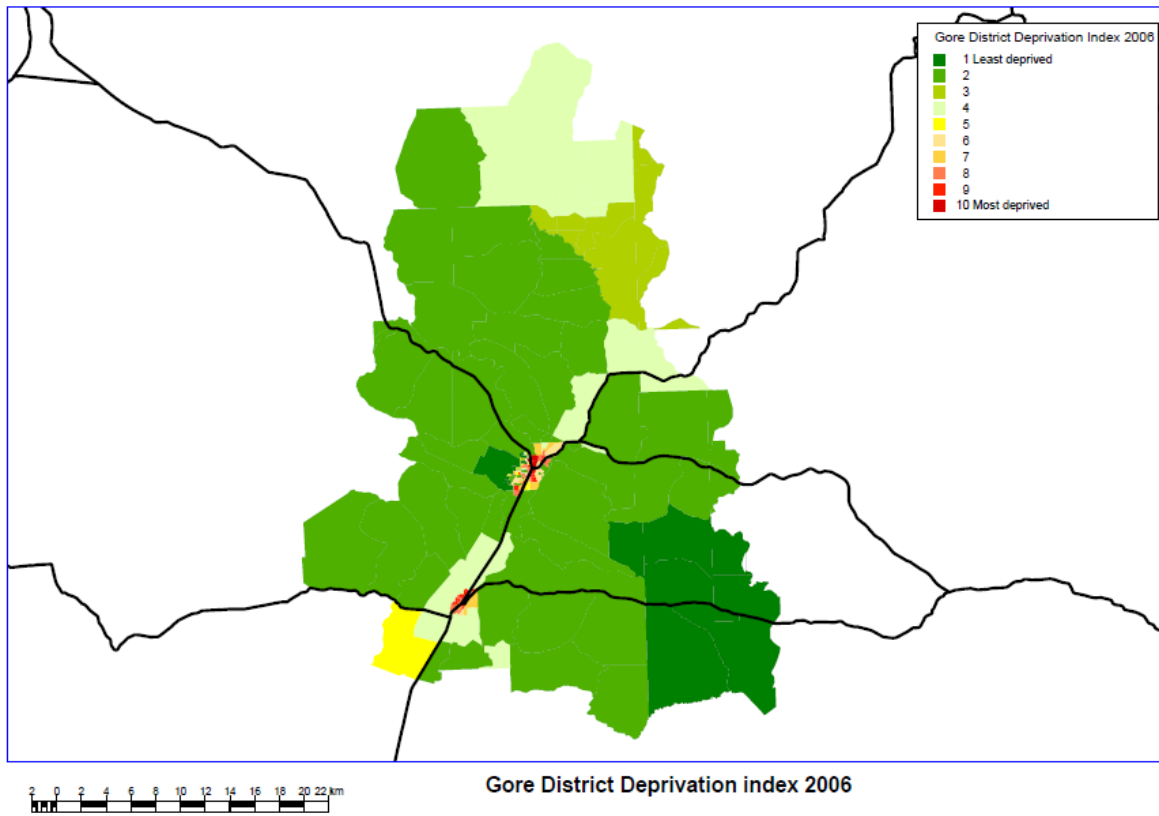 Gore District Deprivation Index 2006
1 Least deprived
2
3
4
5
6
7
8
9
10 Most deprived
Gore District Deprivation index 2006
2 0 2 4 6 8 10 12 14 16 18 20 22 km